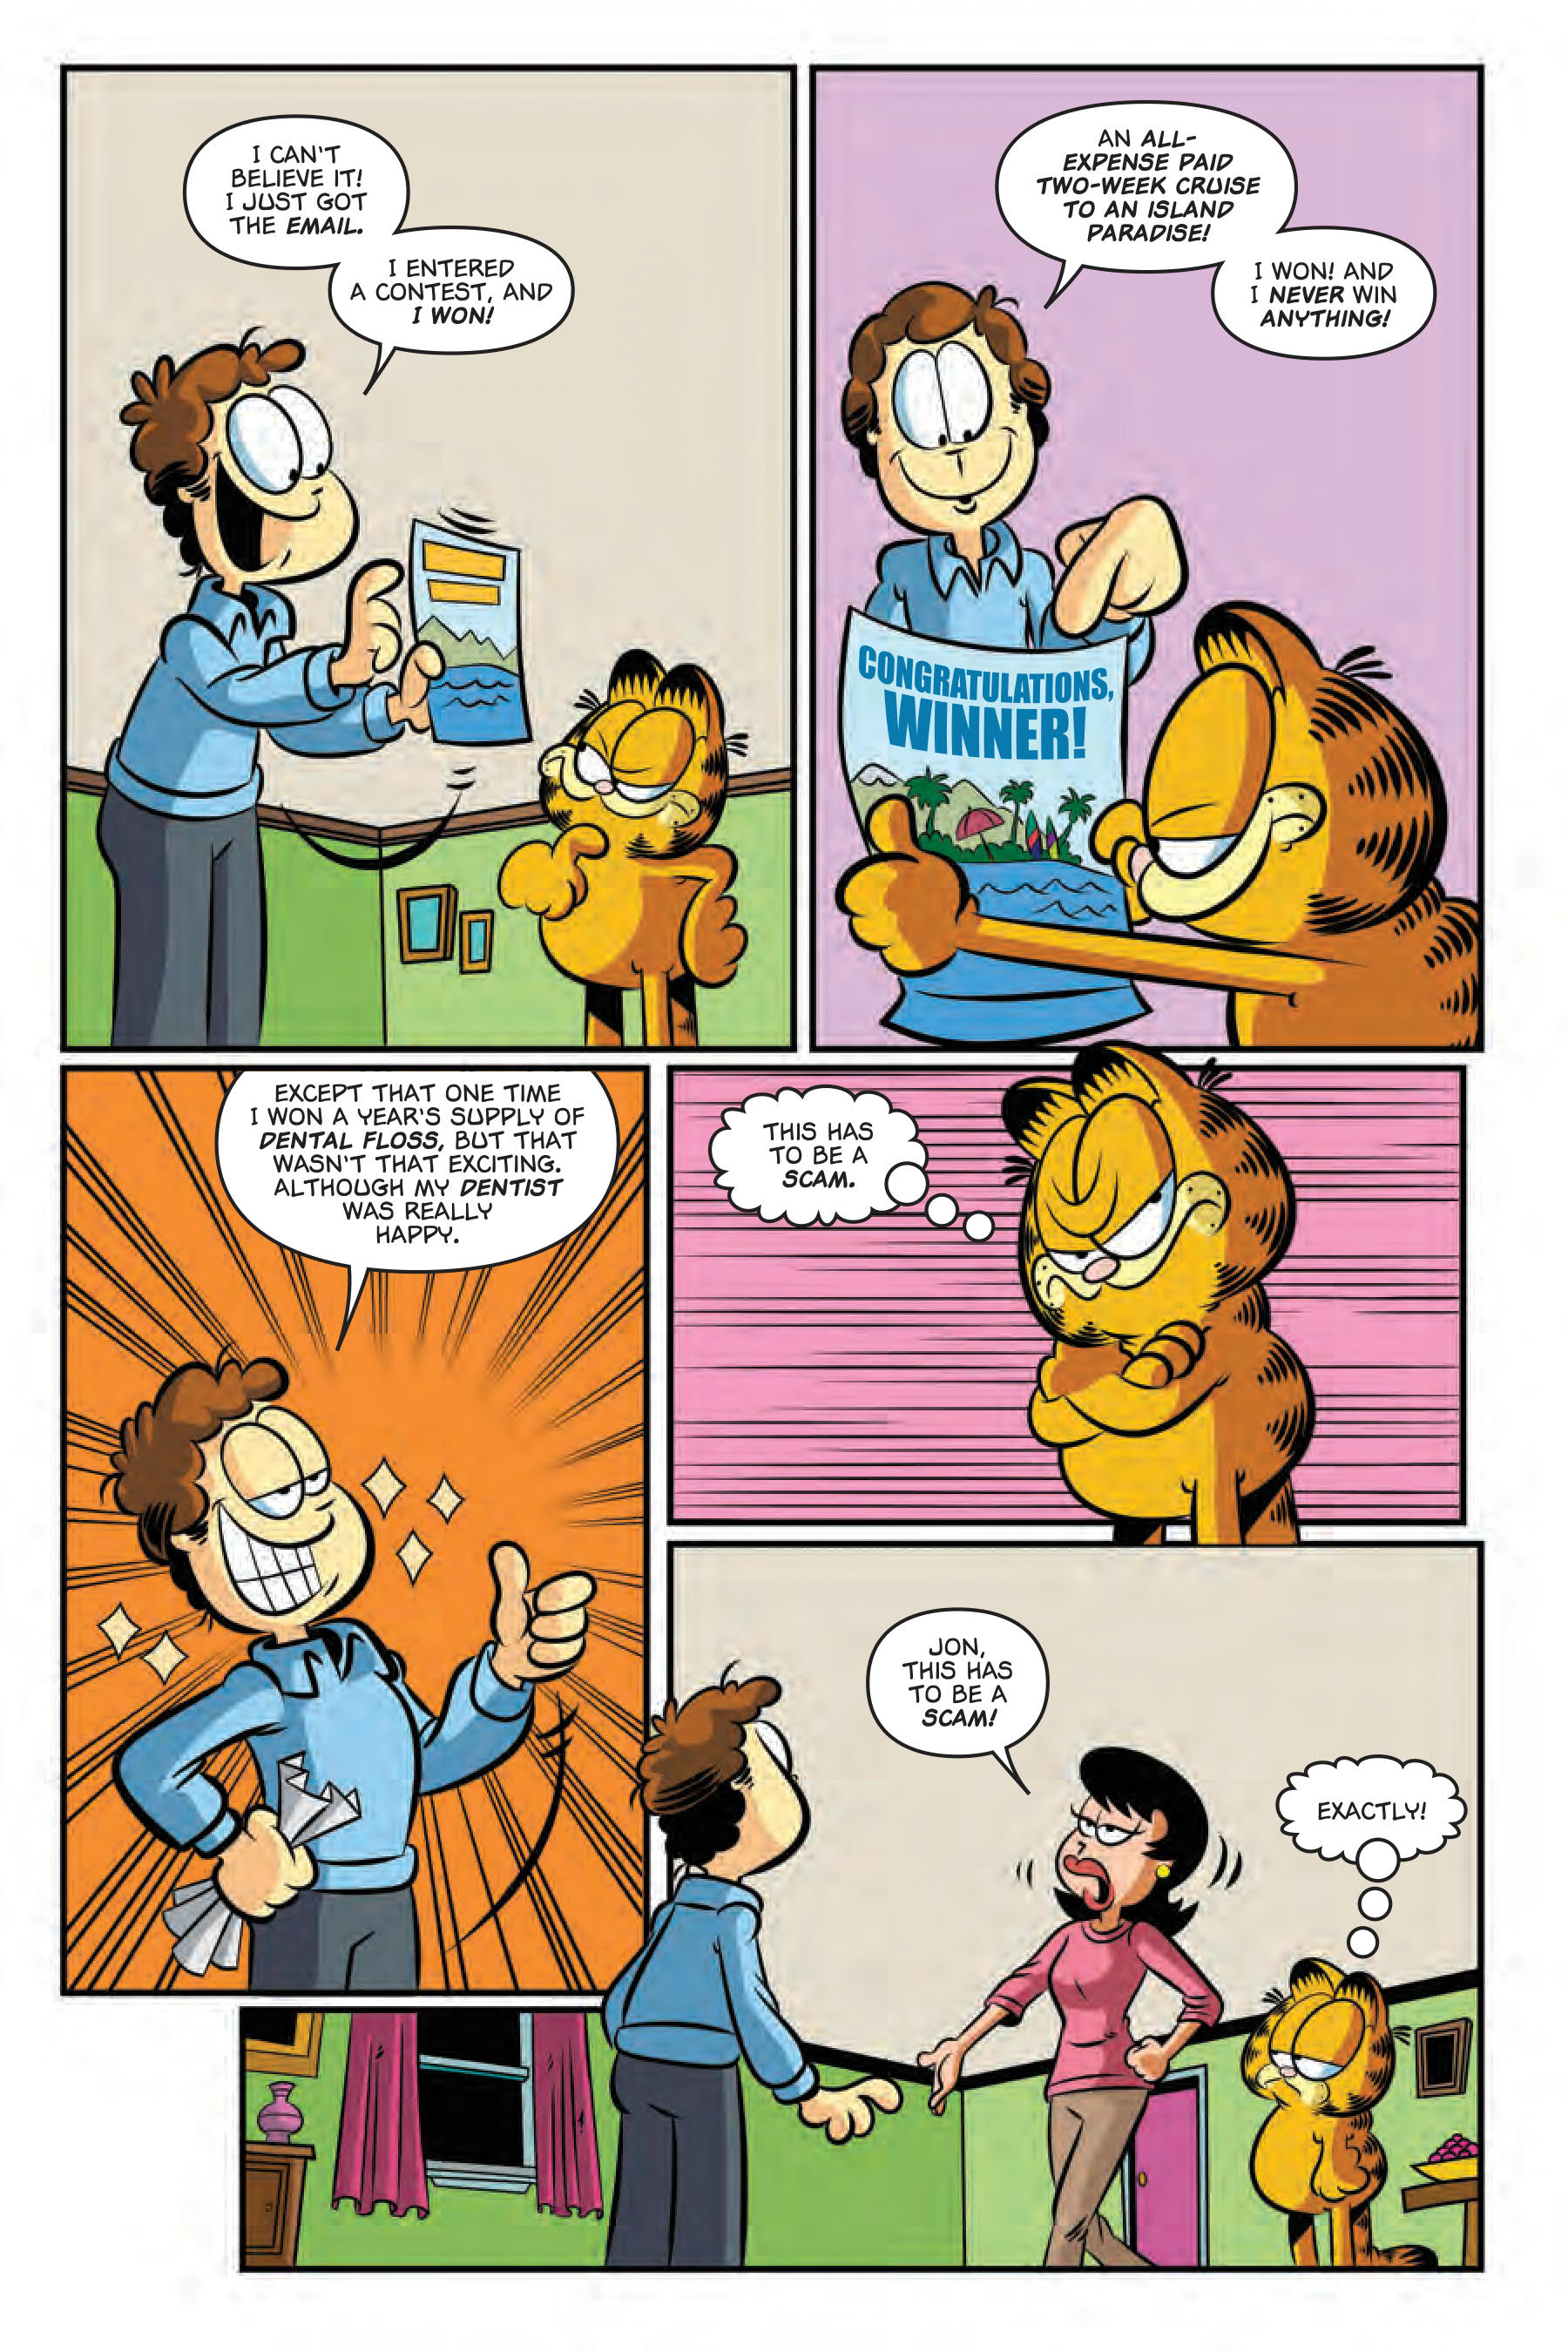 I CAN'T
BELIEVE IT!
I JUST GOT
THE EMAIL.
I ENTERED
A CONTEST, AND
I WON!
AN ALL-
EXPENSE PAID
TWO-WEEK CRUISE
TO AN ISLAND
PARADISE!
I WON! AND
I NEVER WIN
ANYTHING!
CONGRATULATIONS,
WINNER!
EXCEPT THAT ONE TIME
I WON A YEAR'S SUPPLY OF
DENTAL FLOSS, BUT THAT
WASN'T THAT EXCITING.
ALTHOUGH MY DENTIST
WAS REALLY
HAPPY.
THIS HAS
TO BE A
SCAM.
JON,
THIS HAS
TO BE A
SCAM!
EXACTLY!